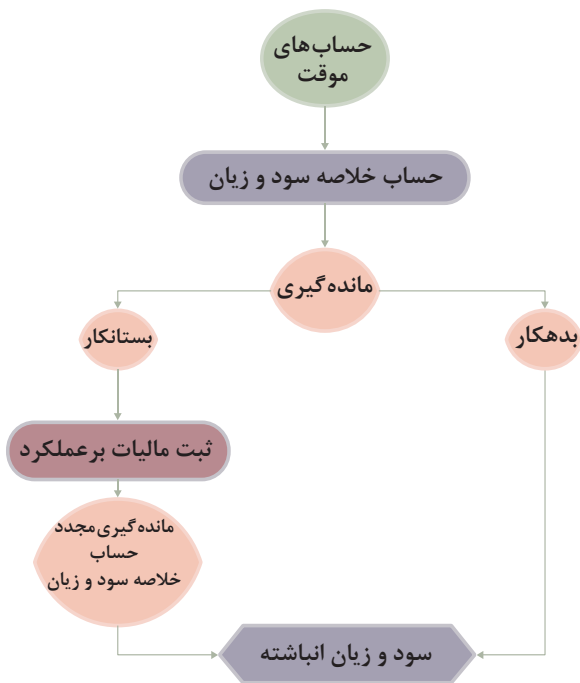 حساب‌های
موقت
حساب خلاصه سود و زیان
مانده‌گیری
بدهکار
بستانکار
ثبت مالیات برعملکرد
مانده‌گیری‌مجدد
حساب
خلاصه سود و زیان
سود و زیان انباشته